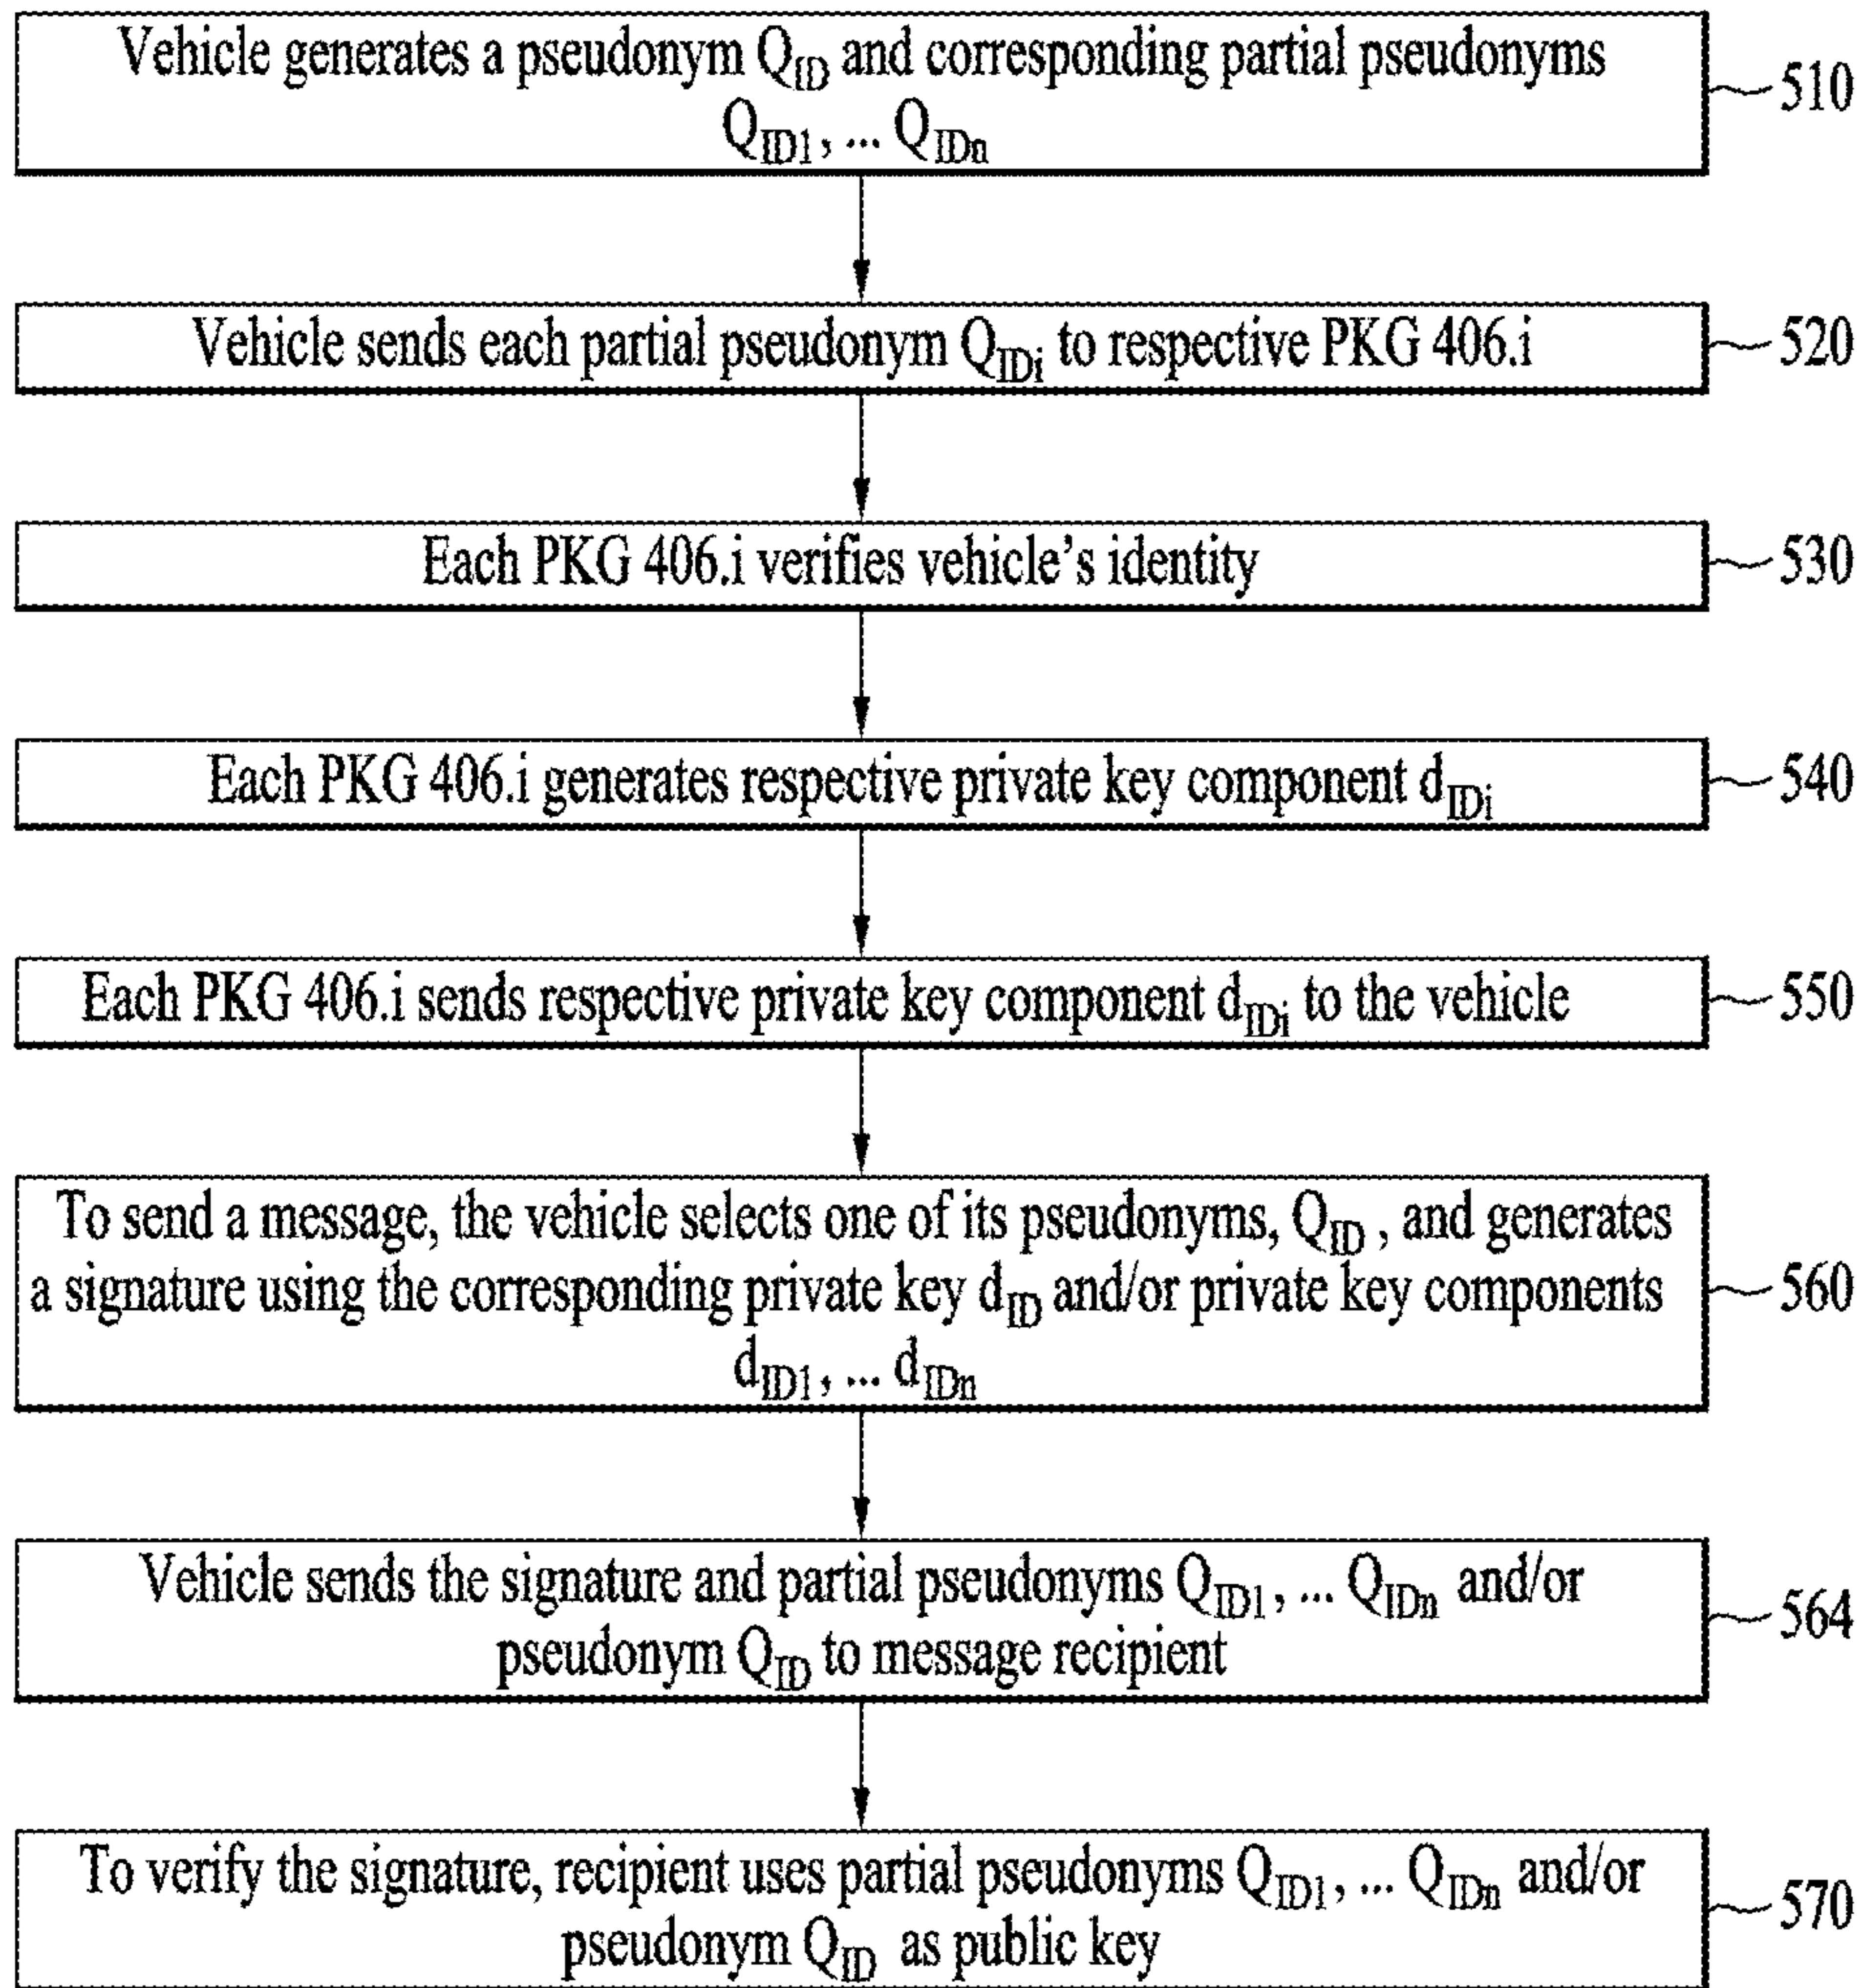 Vehicle generates a pseudonym Q_ID and corresponding partial pseudonyms
Q_ID1, ... Q_IDn
510
Vehicle sends each partial pseudonym Q_IDi to respective PKG 406.i
520
Each PKG 406.i verifies vehicle's identity
530
Each PKG 406.i generates respective private key component d_IDi
540
Each PKG 406.i sends respective private key component d_IDi to the vehicle
550
To send a message, the vehicle selects one of its pseudonyms, Q_ID , and generates
a signature using the corresponding private key d_ID and/or private key components
d_ID1, ... d_IDn
560
Vehicle sends the signature and partial pseudonyms Q_ID1, ... Q_IDn and/or
pseudonym Q_ID to message recipient
564
To verify the signature, recipient uses partial pseudonyms Q_ID1, ... Q_IDn and/or
pseudonym Q_ID as public key
570